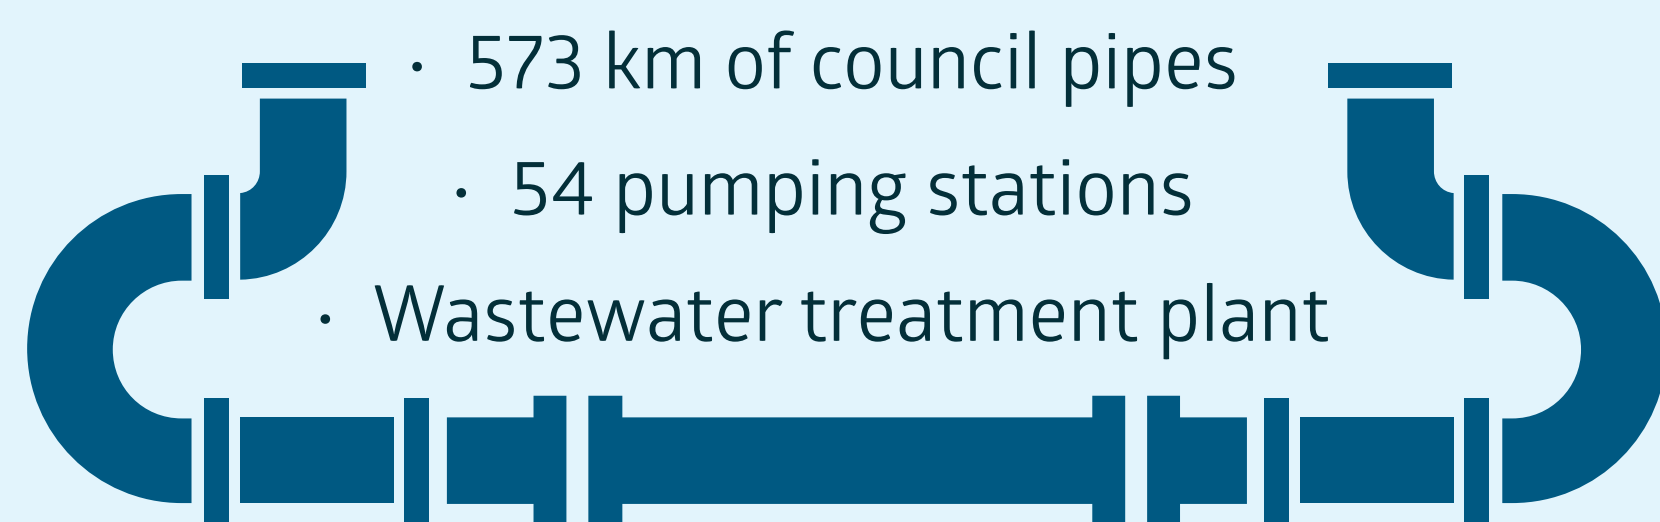 · 573 km of council pipes
· 54 pumping stations
· Wastewater treatment plant